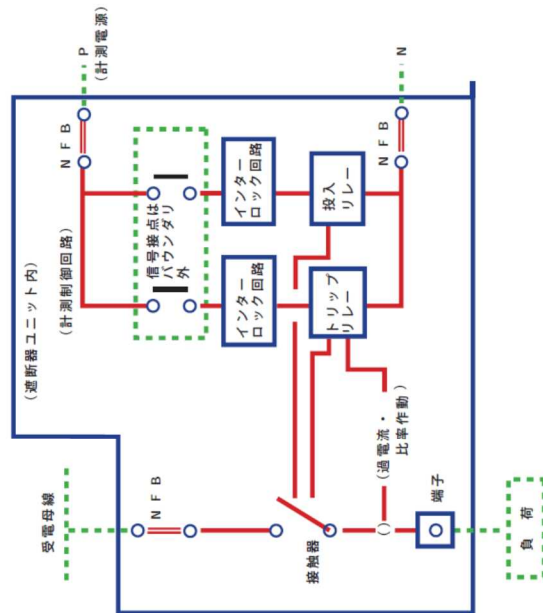 受電母線
(遮断器ユニット内)
(計測制御回路)
ＮＦＢ
Ｐ
(計測電源)
ＮＦＢ
信号接点は
バウンダリ
外
インター
ロック回路
インター
ロック回路
トリップ
リレー
投入
リレー
ＮＦＢ
Ｎ
接触器
(過電流・
比率作動)
()
端子
負荷